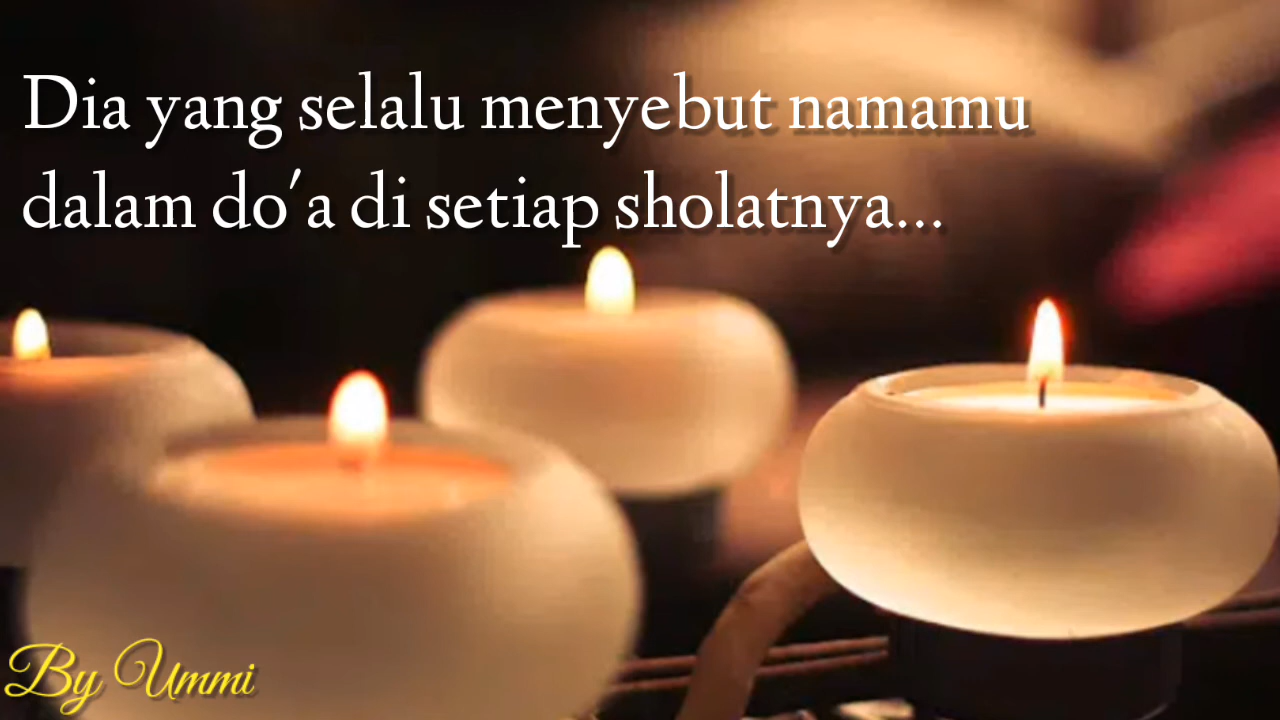 Dia yang selalu menyebut namamu
dalam do'a di setiap sholatnya...
By Ummi